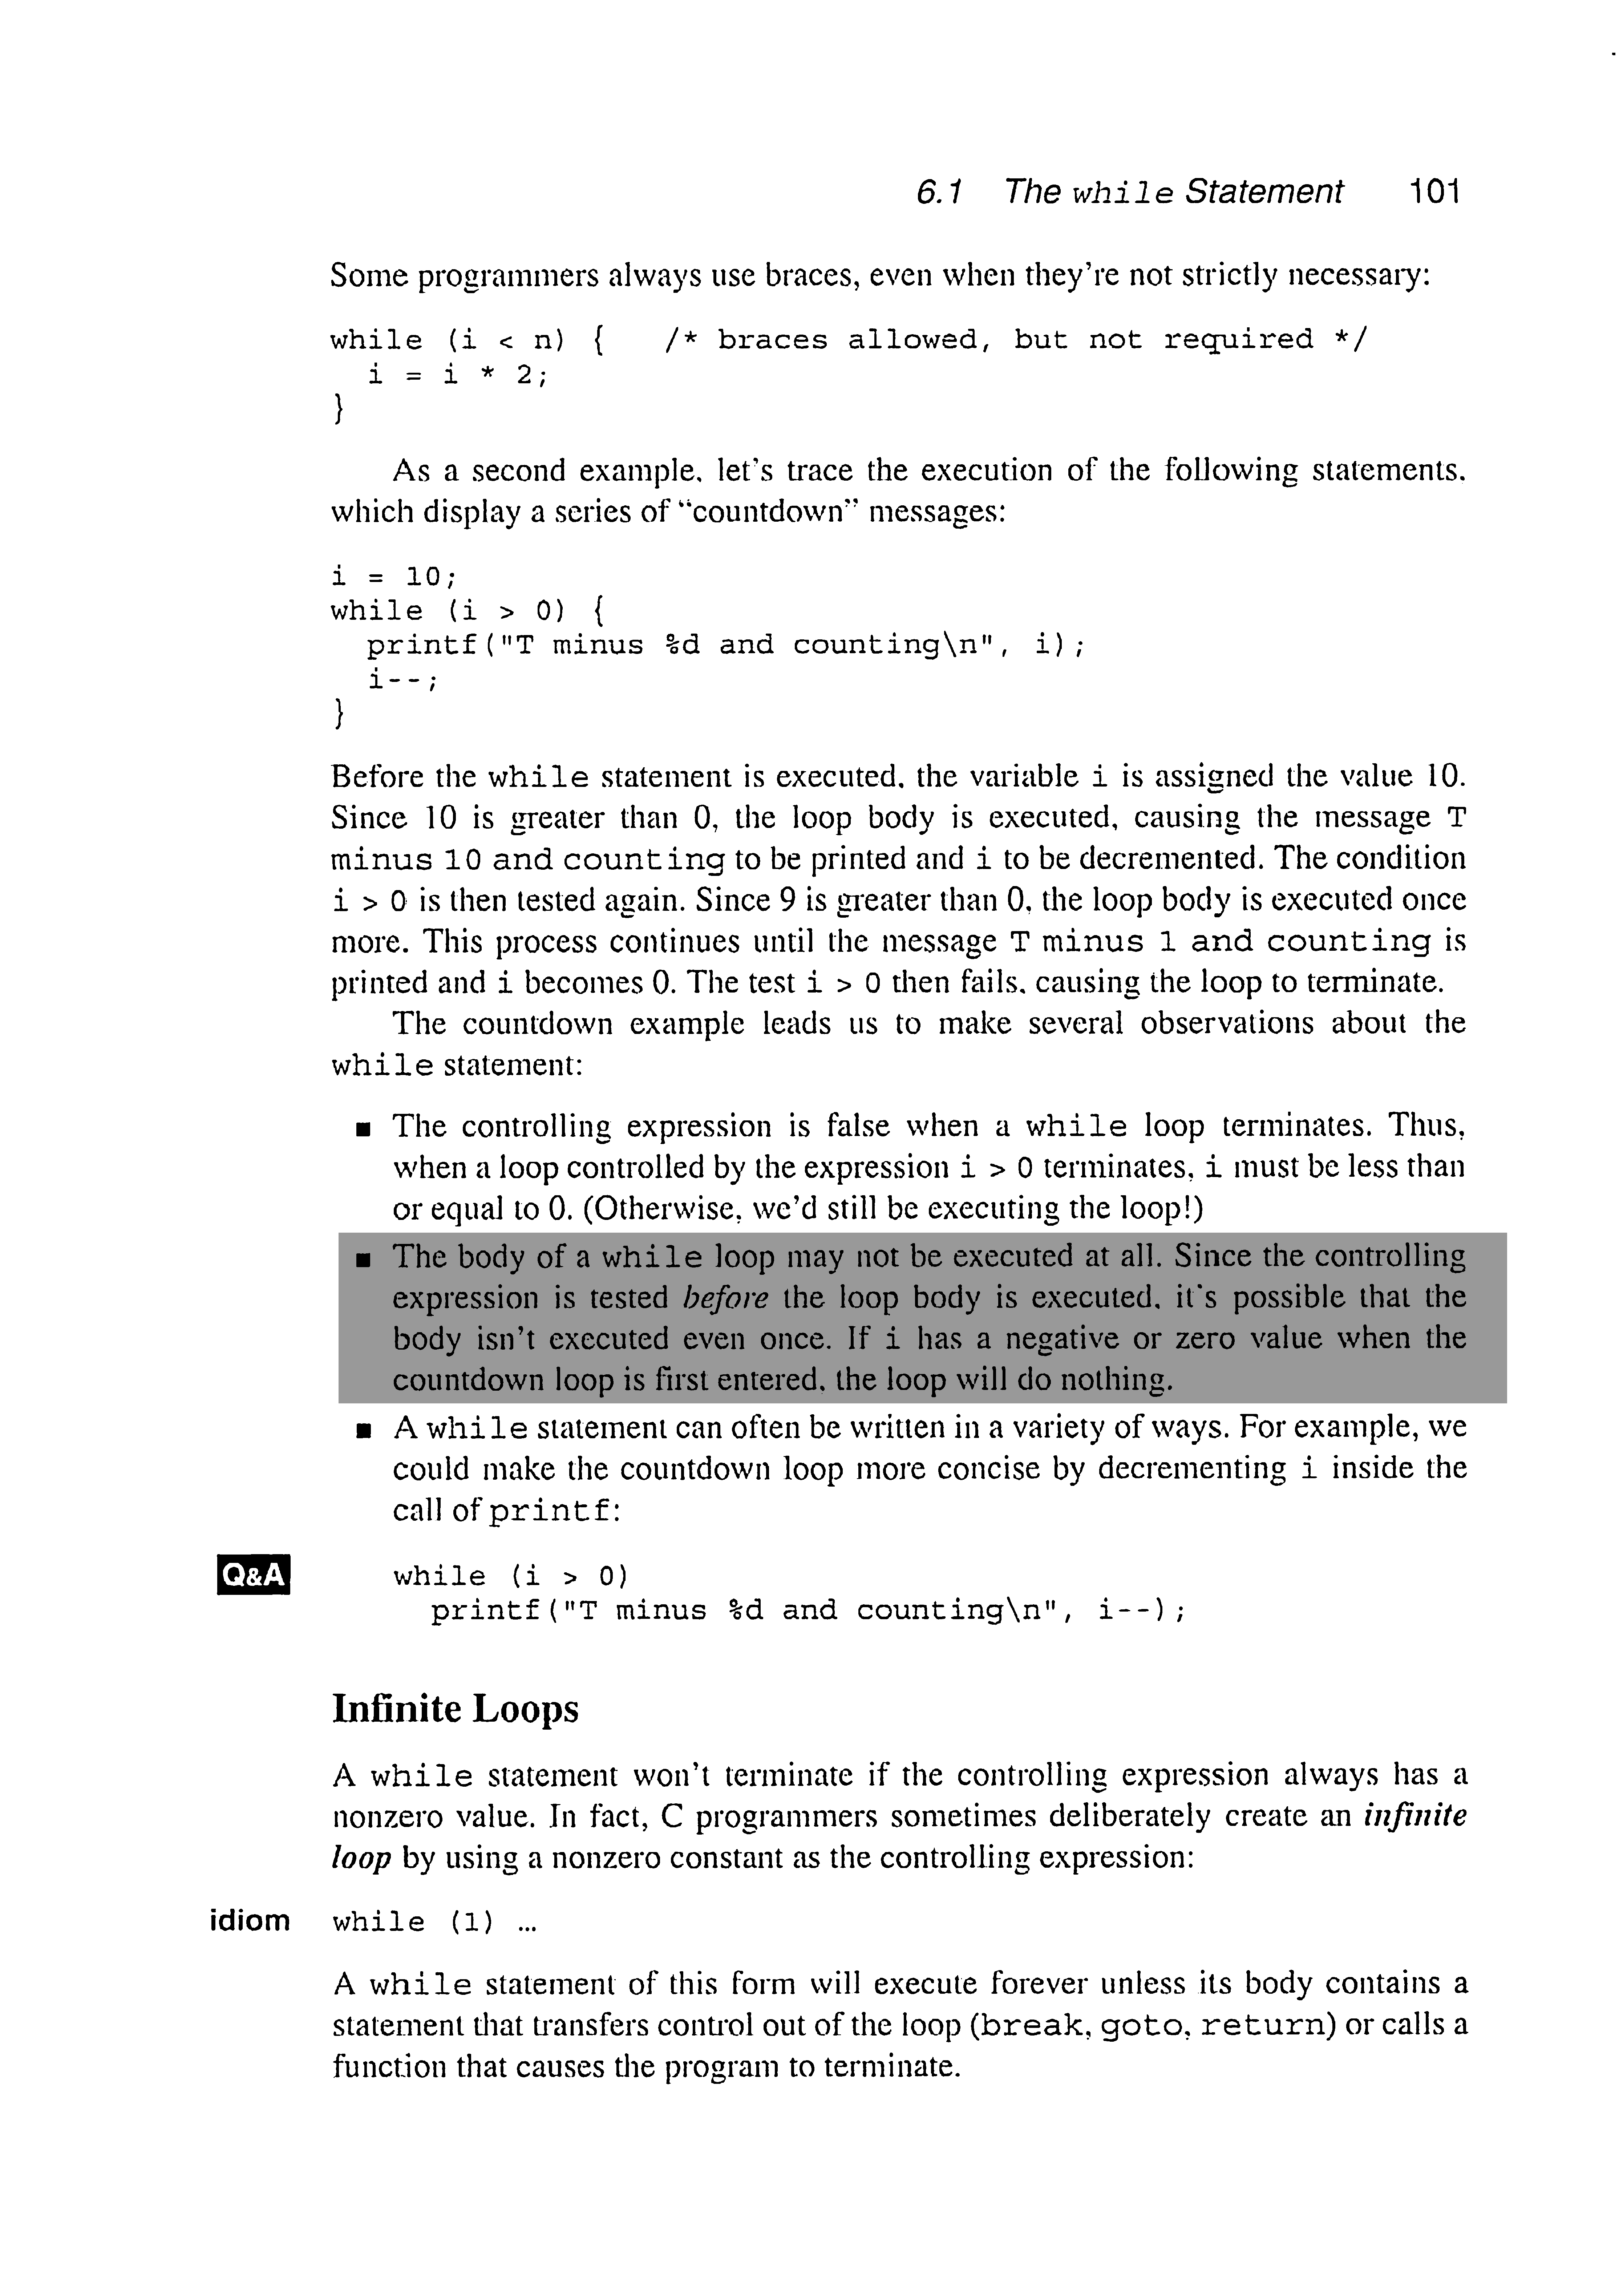 6.1 The while Statement 101
Some programmers always use braces, even when they're not strictly necessary:
while (i < n) { /* braces allowed, but not required */
i = i * 2;
}
As a second example, let's trace the execution of the following statements,
which display a series of "countdown" messages:
i = 10;
while (i > 0) {
printf("T minus %d and counting\n", i);
i--;
}
Before the while statement is executed, the variable i is assigned the value 10.
Since 10 is greater than 0, the loop body is executed, causing the message T
minus 10 and counting to be printed and i to be decremented. The condition
i > 0 is then tested again. Since 9 is greater than 0, the loop body is executed once
more. This process continues until the message T minus 1 and counting is
printed and i becomes 0. The test i > 0 then fails, causing the loop to terminate.
The countdown example leads us to make several observations about the
while statement:
■ The controlling expression is false when a while loop terminates. Thus,
when a loop controlled by the expression i > 0 terminates, i must be less than
or equal to 0. (Otherwise, we'd still be executing the loop!)
■ The body of a while loop may not be executed at all. Since the controlling
expression is tested before the loop body is executed, it's possible that the
body isn't executed even once. If i has a negative or zero value when the
countdown loop is first entered, the loop will do nothing.
■ A while statement can often be written in a variety of ways. For example, we
could make the countdown loop more concise by decrementing i inside the
call of printf:
Q&A while (i > 0)
printf("T minus %d and counting\n", i--);
Infinite Loops
A while statement won't terminate if the controlling expression always has a
nonzero value. In fact, C programmers sometimes deliberately create an infinite
loop by using a nonzero constant as the controlling expression:
idiom while (1) …
A while statement of this form will execute forever unless its body contains a
statement that transfers control out of the loop (break, goto, return) or calls a
function that causes the program to terminate.